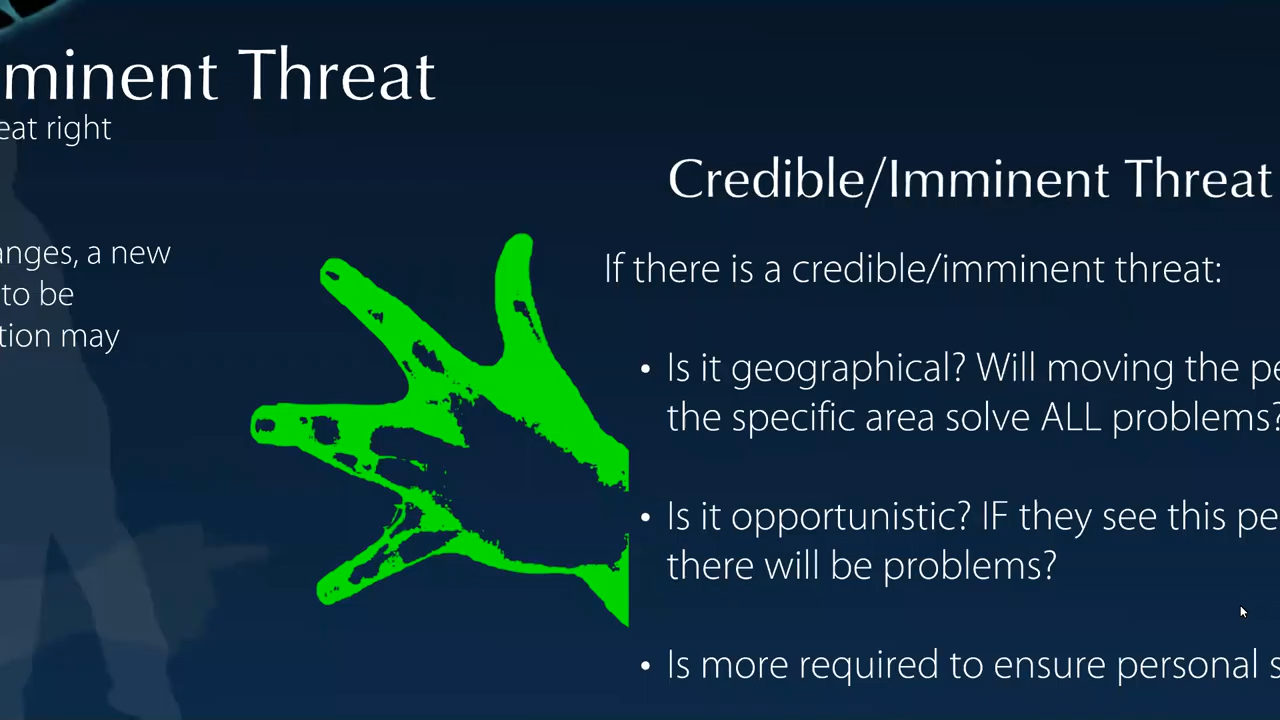 minent Threat
eat right
anges, a new
to be
tion may
Credible/Imminent Threat
If there is a credible/imminent threat:
• Is it geographical? Will moving the pe
the specific area solve ALL problems?
• Is it opportunistic? IF they see this pe
there will be problems?
• Is more required to ensure personal s